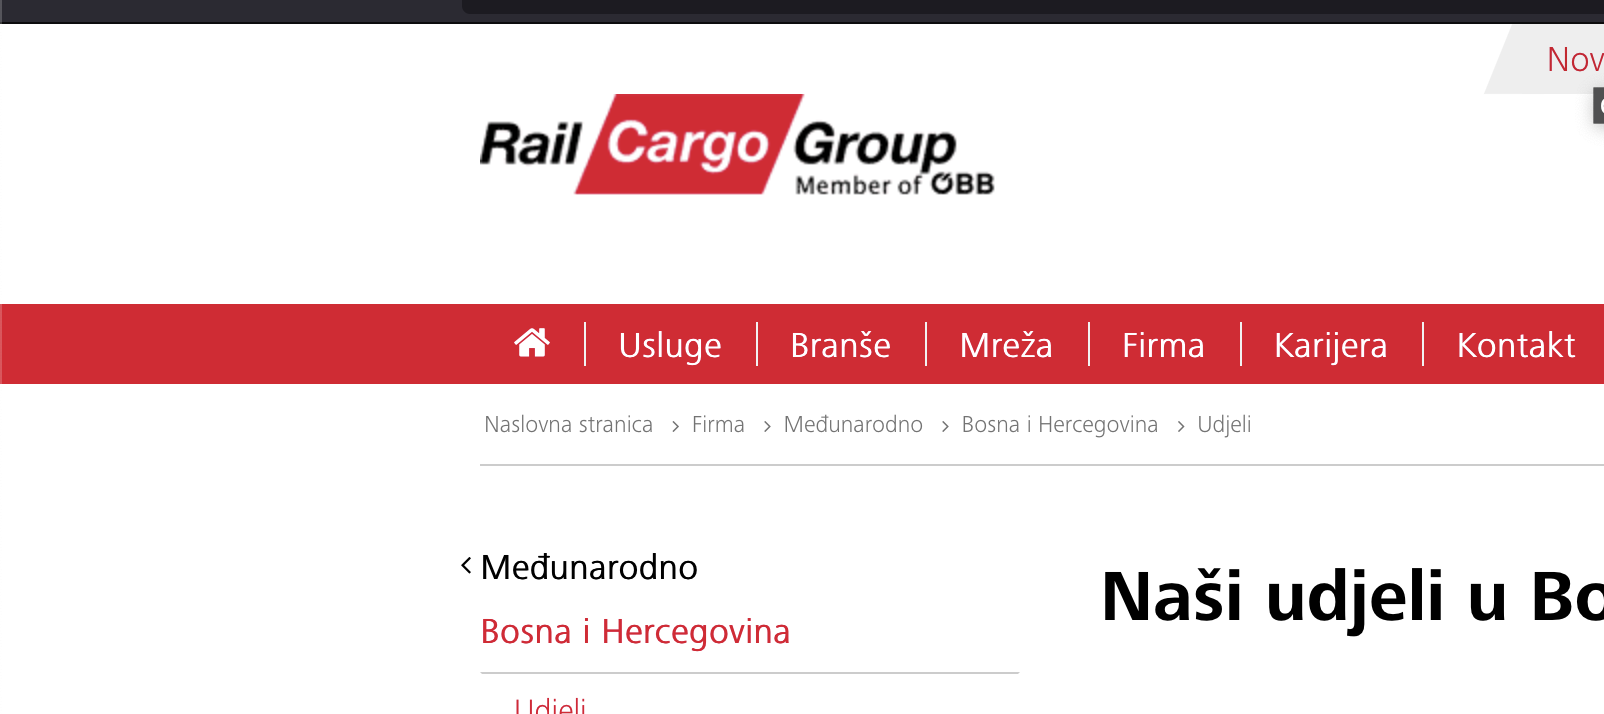 Nov
Rail Cargo Group
Member of ÖBB
Usluge Branše Mreža Firma Karijera Kontakt
Naslovna stranica > Firma > Međunarodno > Bosna i Hercegovina > Udjeli
< Međunarodno
Naši udjeli u Bo
Bosna i Hercegovina
Udjeli